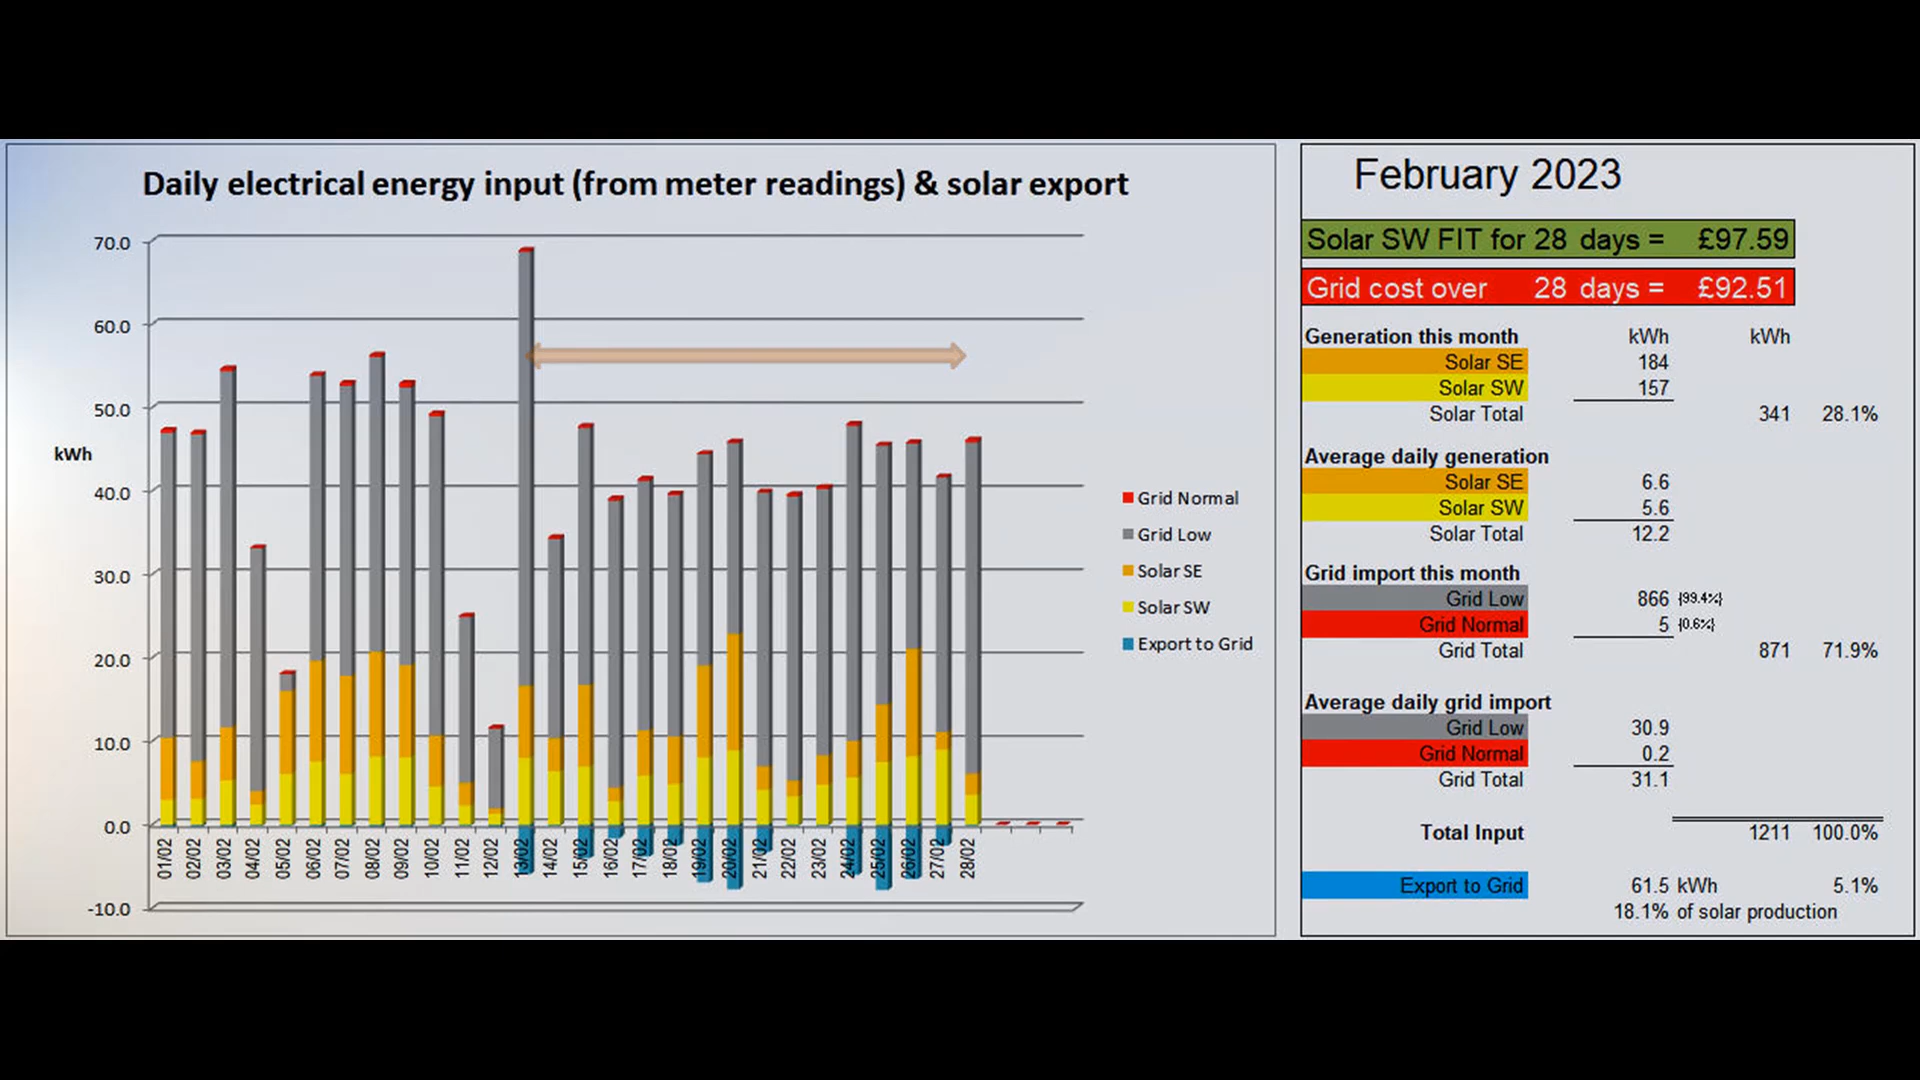 Daily electrical energy input (from meter readings) & solar export
70.0
60.0
50.0
kWh
40.0
30.0
20.0
10.0
0.0
-10.0
01/02 02/02 03/02 04/02 05/02 06/02 07/02 08/02 09/02 10/02 11/02 12/02 13/02 14/02 15/02 16/02 17/02 18/02 19/02 20/02 21/02 22/02 23/02 24/02 25/02 26/02 27/02 28/02
Grid Normal
Grid Low
Solar SE
Solar SW
Export to Grid
February 2023
Solar SW FIT for 28 days = £97.59
Grid cost over 28 days = £92.51
Generation this month kWh kWh
Solar SE 184
Solar SW 157
Solar Total 341 28.1%
Average daily generation
Solar SE 6.6
Solar SW 5.6
Solar Total 12.2
Grid import this month
Grid Low 866 {99.4%}
Grid Normal 5 {0.6%}
Grid Total 871 71.9%
Average daily grid import
Grid Low 30.9
Grid Normal 0.2
Grid Total 31.1
Total Input 1211 100.0%
Export to Grid 61.5 kWh 5.1%
18.1% of solar production